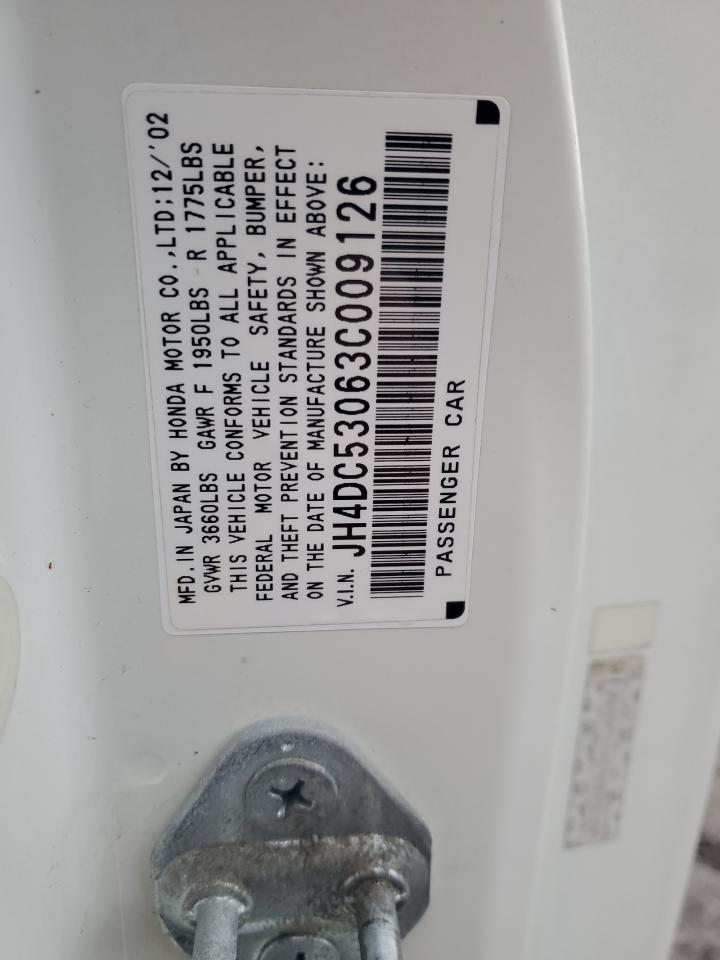 MFD. IN JAPAN BY HONDA MOTOR CO.,LTD;12/'02
GVWR 3660LBS GAWR F 1950LBS R 1775LBS
THIS VEHICLE CONFORMS TO ALL APPLICABLE
FEDERAL MOTOR VEHICLE SAFETY, BUMPER,
AND THEFT PREVENTION STANDARDS IN EFFECT
ON THE DATE OF MANUFACTURE SHOWN ABOVE:
V.I.N. JH4DC53063C009126
PASSENGER CAR